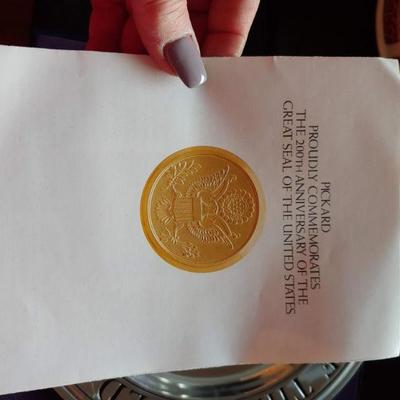 PICKARD
PROUDLY COMMEMORATES
THE 200TH ANNIVERSARY OF THE
GREAT SEAL OF THE UNITED STATES